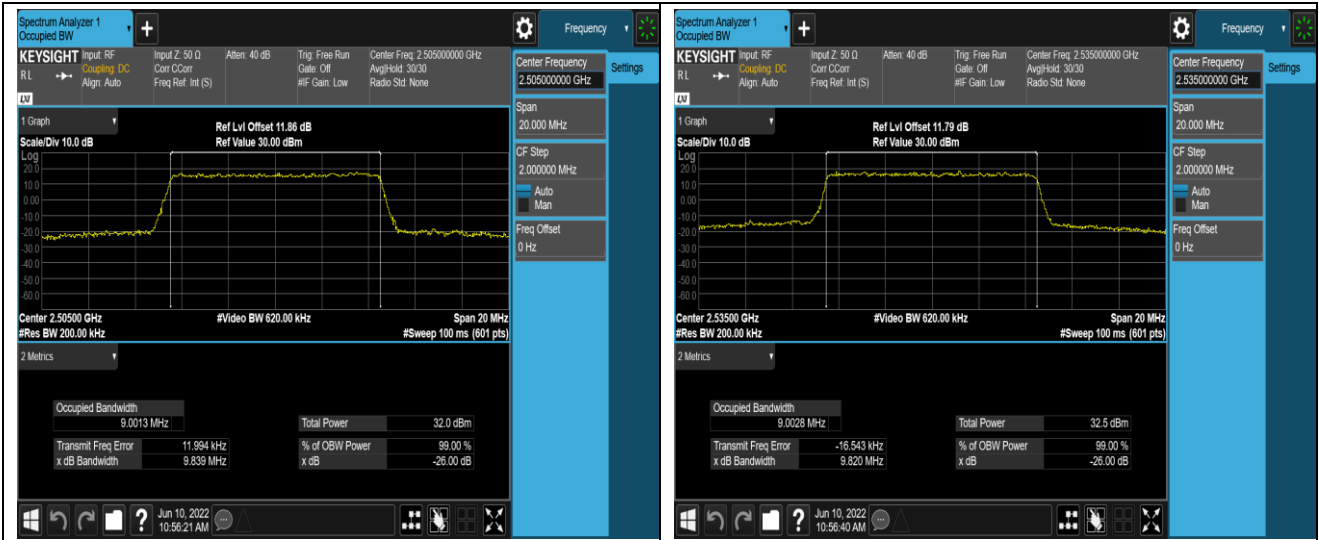 Spectrum Analyzer 1
Occupied BW
Frequency
KEYSIGHT Input: RF Input Z: 50 Ω Atten: 40 dB Trig: Free Run Center Freq: 2.505000000 GHz
RL Coupling: DC Corr CCorr Gate: Off Avg|Hold: 30/30
Align: Auto Freq Ref: Int (S) #IF Gain: Low Radio Std: None
LXI
Center Frequency
2.505000000 GHz
Settings
Span
20.000 MHz
CF Step
2.000000 MHz
Auto
Man
Freq Offset
0 Hz
1 Graph
Ref Lvl Offset 11.86 dB
Scale/Div 10.0 dB Ref Value 30.00 dBm
Log
20.0
10.0
0.00
-10.0
-20.0
-30.0
-40.0
-50.0
-60.0
Center 2.50500 GHz #Video BW 620.00 kHz Span 20 MHz
#Res BW 200.00 kHz #Sweep 100 ms (601 pts)
2 Metrics
Occupied Bandwidth
9.0013 MHz Total Power 32.0 dBm
Transmit Freq Error 11.994 kHz % of OBW Power 99.00 %
x dB Bandwidth 9.839 MHz x dB -26.00 dB
?
Jun 10, 2022
10:56:21 AM
Spectrum Analyzer 1
Occupied BW
Frequency
KEYSIGHT Input: RF Input Z: 50 Ω Atten: 40 dB Trig: Free Run Center Freq: 2.535000000 GHz
RL Coupling: DC Corr CCorr Gate: Off Avg|Hold: 30/30
Align: Auto Freq Ref: Int (S) #IF Gain: Low Radio Std: None
LXI
Center Frequency
2.535000000 GHz
Settings
Span
20.000 MHz
CF Step
2.000000 MHz
Auto
Man
Freq Offset
0 Hz
1 Graph
Ref Lvl Offset 11.79 dB
Scale/Div 10.0 dB Ref Value 30.00 dBm
Log
20.0
10.0
0.00
-10.0
-20.0
-30.0
-40.0
-50.0
-60.0
Center 2.53500 GHz #Video BW 620.00 kHz Span 20 MHz
#Res BW 200.00 kHz #Sweep 100 ms (601 pts)
2 Metrics
Occupied Bandwidth
9.0028 MHz Total Power 32.5 dBm
Transmit Freq Error -16.543 kHz % of OBW Power 99.00 %
x dB Bandwidth 9.820 MHz x dB -26.00 dB
?
Jun 10, 2022
10:56:40 AM